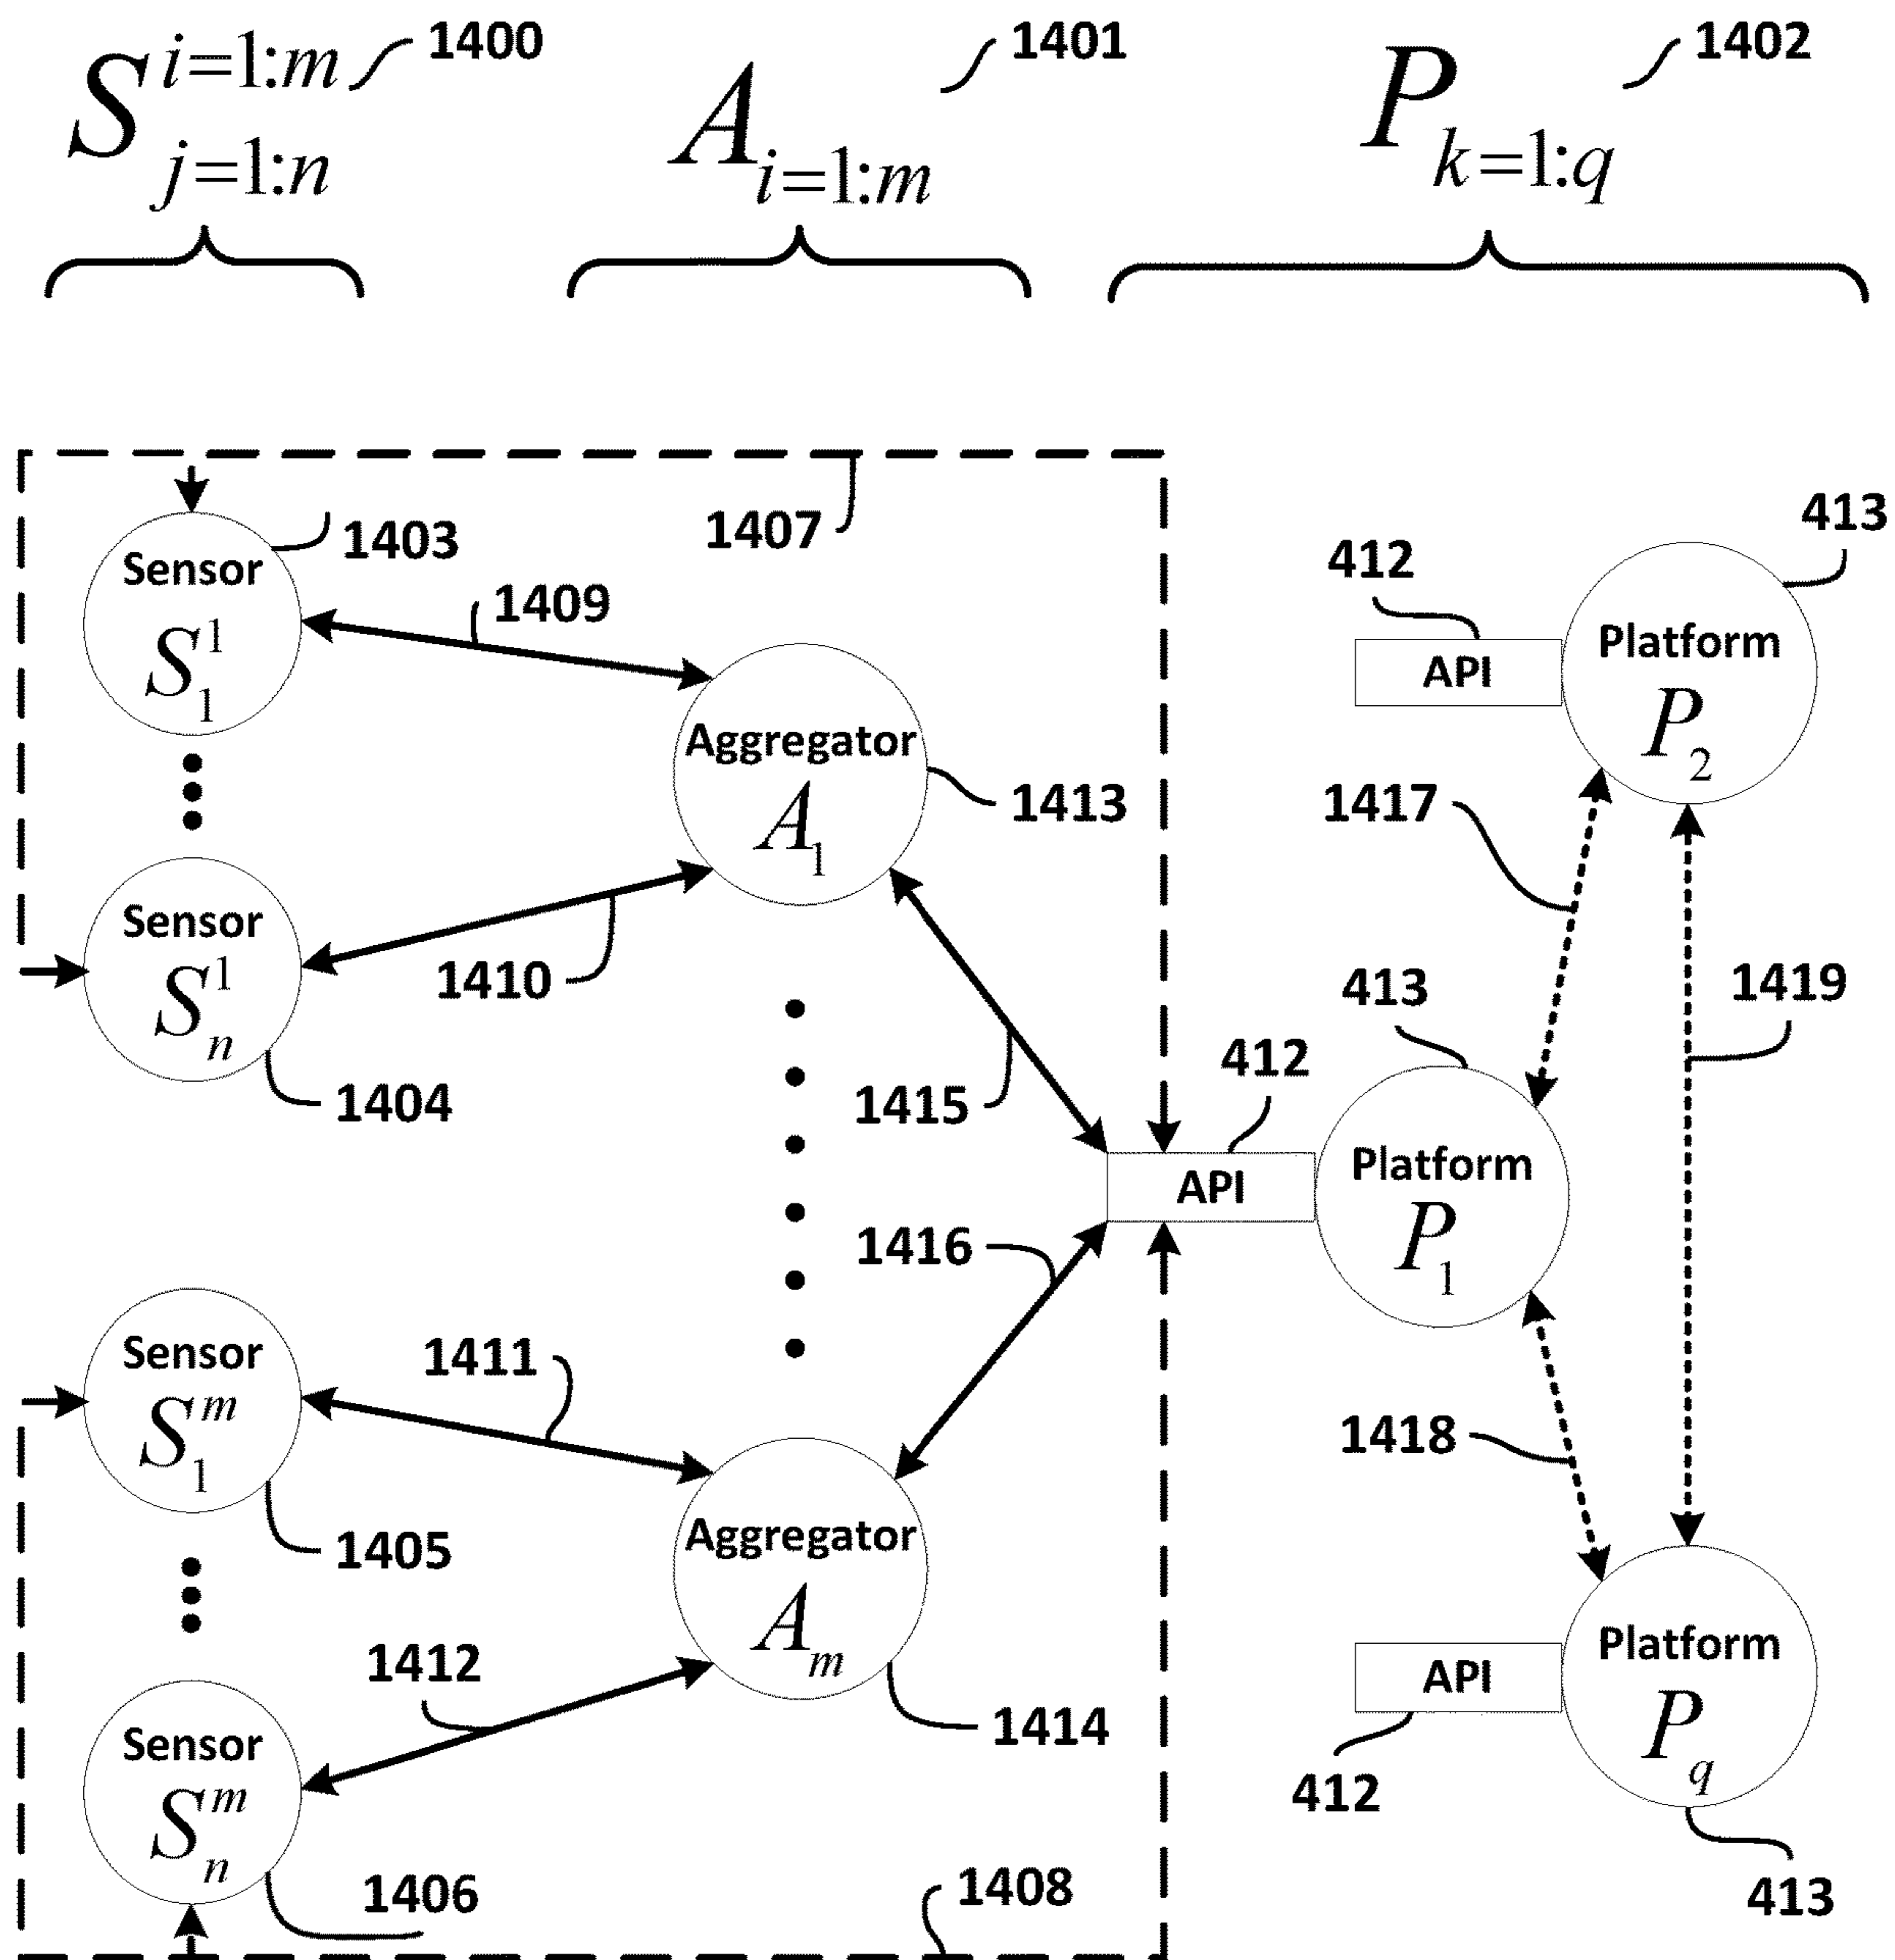 S^{i=1:m}_{j=1:n} 1400
A_{i=1:m} 1401
P_{k=1:q} 1402
1407
413
1403
Sensor
S^1_1
412
1409
API
Platform
P_2
Aggregator
A_1
1413
1417
Sensor
S^1_n
1410
1404
1419
413
412
1415
API
Platform
P_1
1416
Sensor
S^m_1
1411
1405
1418
Aggregator
A_m
1414
1412
Sensor
S^m_n
1406
API
Platform
P_q
412
1408
413